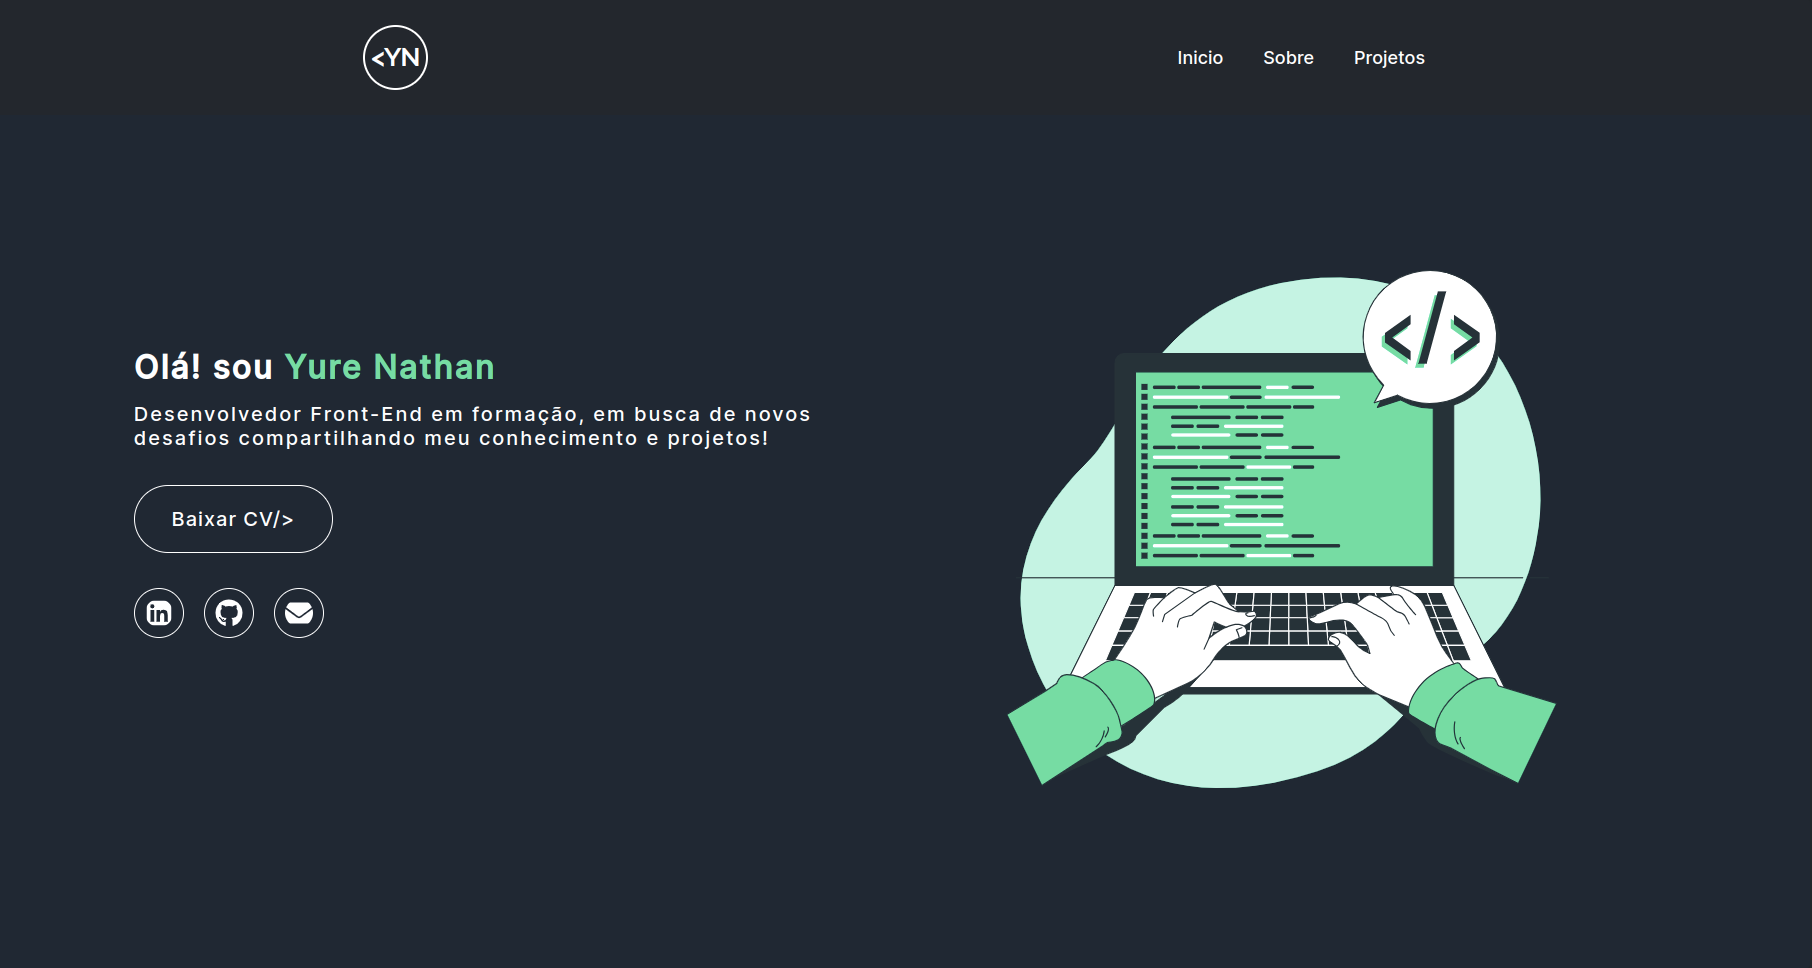 <YN
Inicio Sobre Projetos
Olá! sou Yure Nathan
Desenvolvedor Front-End em formação, em busca de novos
desafios compartilhando meu conhecimento e projetos!
Baixar CV/>
in
</>